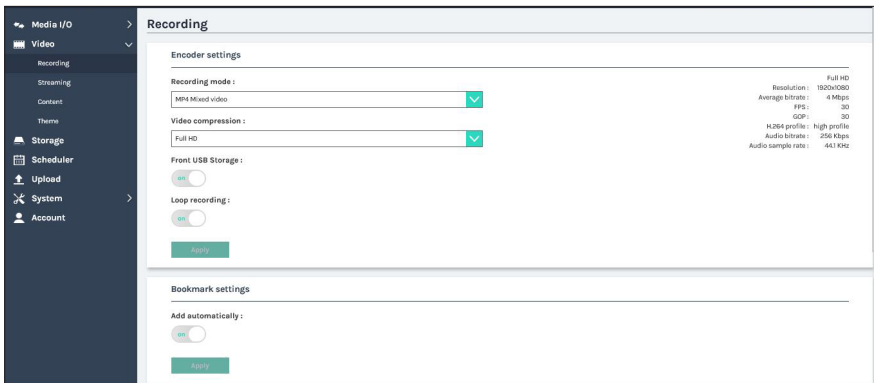 Media I/O
Video
Recording
Streaming
Content
Theme
Storage
Scheduler
Upload
System
Account
Recording
Encoder settings
Recording mode :
MP4 Mixed video
Video compression :
Full HD
Front USB Storage :
on
Loop recording :
on
Apply
Full HD
Resolution : 1920x1080
Average bitrate : 4 Mbps
FPS : 30
GOP : 30
H.264 profile : high profile
Audio bitrate : 256 Kbps
Audio sample rate : 44.1 KHz
Bookmark settings
Add automatically :
on
Apply